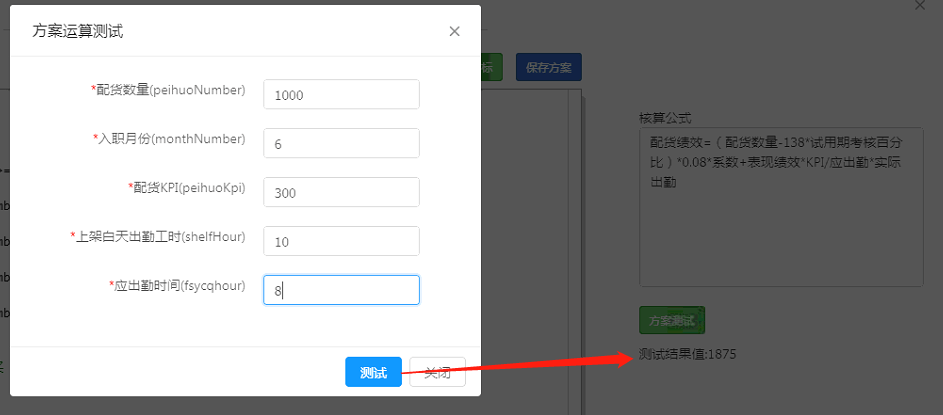 方案运算测试
*配货数量(peihuoNumber)
1000
*入职月份(monthNumber)
6
*配货KPI(peihuoKpi)
300
*上架白天出勤工时(shelfHour)
10
*应出勤时间(fsycqhour)
8
测试
关闭
标
保存方案
核算公式
配货绩效=（配货数量-138*试用期考核百分
比）*0.08*系数+表现绩效*KPI/应出勤*实际
出勤
方案测试
测试结果值:1875